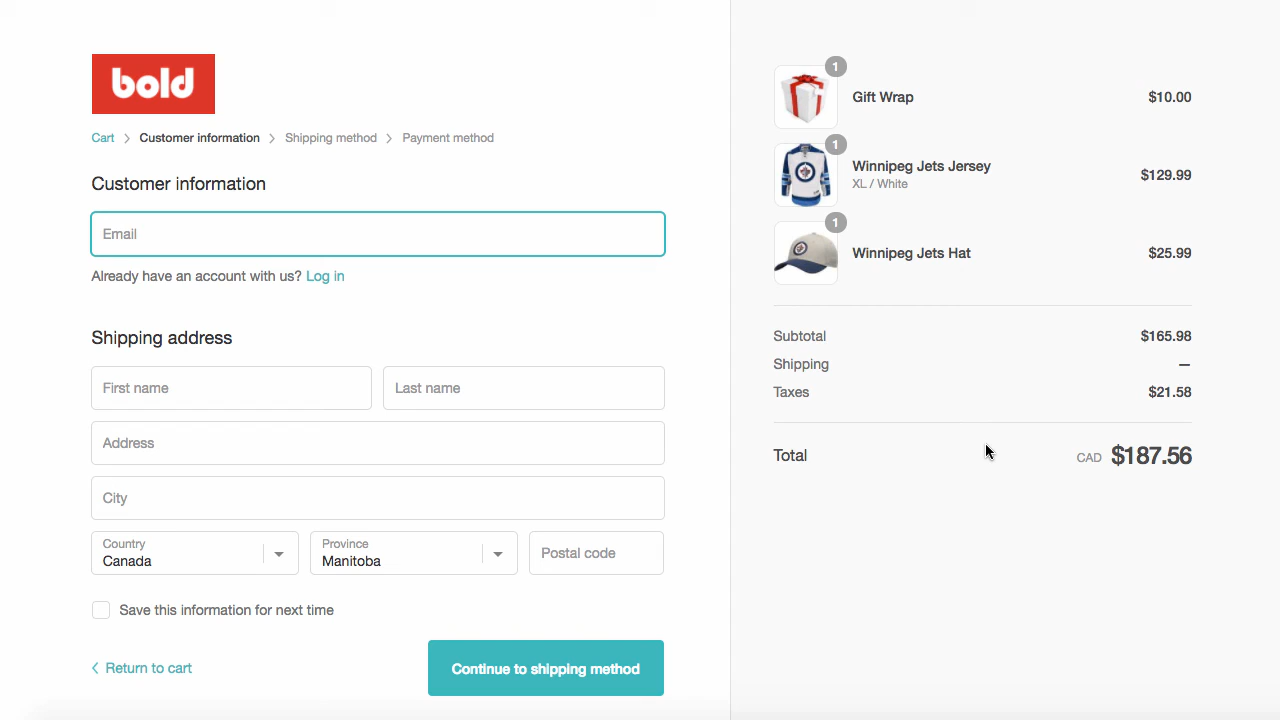 bold
Cart > Customer information > Shipping method > Payment method
Customer information
Email
Already have an account with us? Log in
Shipping address
First name
Last name
Address
City
Country
Canada
Province
Manitoba
Postal code
Save this information for next time
< Return to cart
Continue to shipping method
1
Gift Wrap $10.00
1
Winnipeg Jets Jersey
XL / White
$129.99
1
Winnipeg Jets Hat $25.99
Subtotal $165.98
Shipping —
Taxes $21.58
Total CAD $187.56